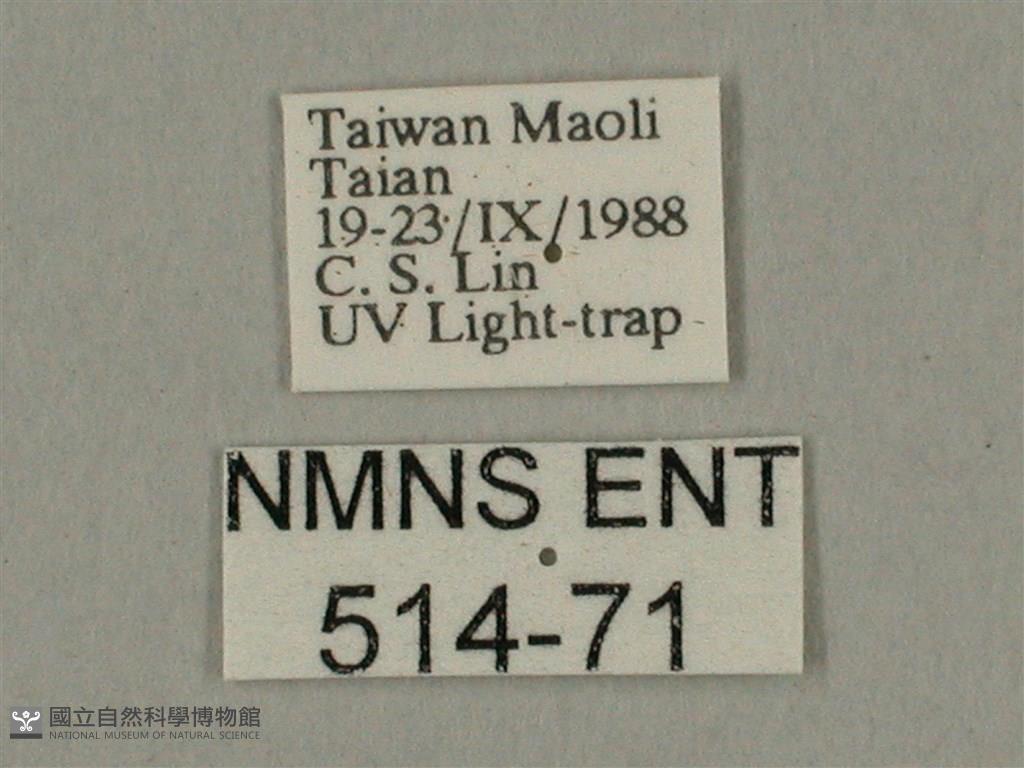 Taiwan Maoli
Taian
19-23/IX/1988
C. S. Lin
UV Light-trap
NMNS ENT
514-71
國立自然科學博物館
NATIONAL MUSEUM OF NATURAL SCIENCE